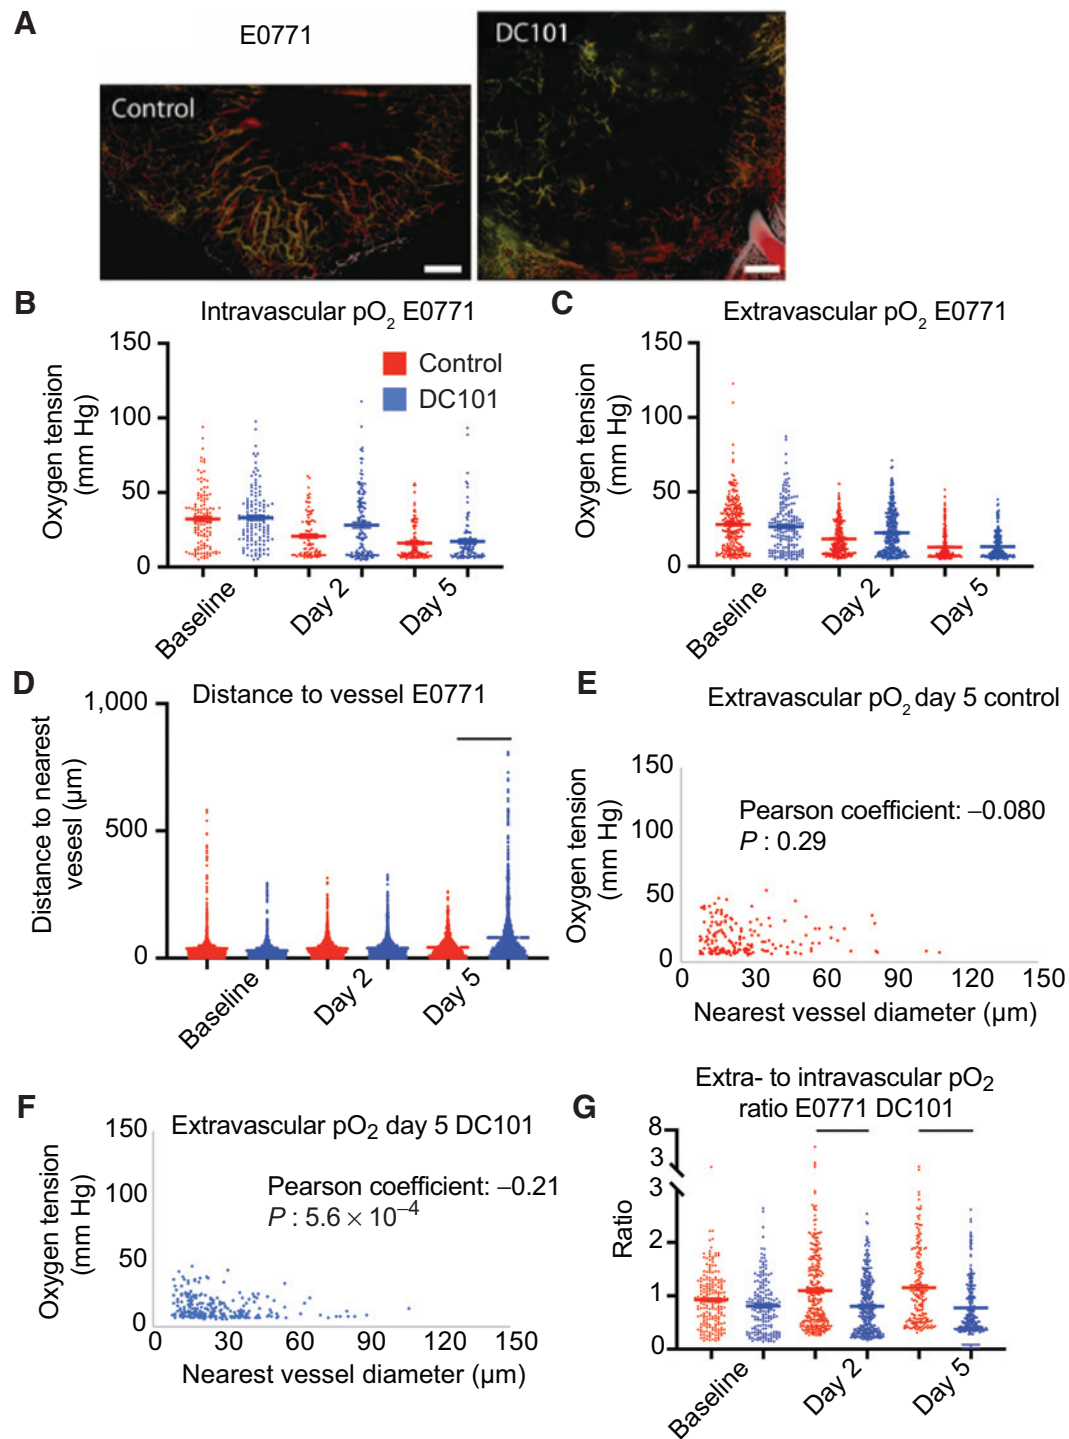 A
E0771
Control
DC101
B
Intravascular pO2 E0771
Oxygen tension
(mm Hg)
150
100
50
0
Control
DC101
Baseline
Day 2
Day 5
C
Extravascular pO2 E0771
Oxygen tension
(mm Hg)
150
100
50
0
Baseline
Day 2
Day 5
D
Distance to vessel E0771
Distance to nearest
vesesl (µm)
1,000
500
0
Baseline
Day 2
Day 5
E
Extravascular pO2 day 5 control
Oxygen tension
(mm Hg)
150
100
50
0
Pearson coefficient: –0.080
P : 0.29
0 30 60 90 120 150
Nearest vessel diameter (µm)
F
Extravascular pO2 day 5 DC101
Oxygen tension
(mm Hg)
150
100
50
0
Pearson coefficient: –0.21
P : 5.6 × 10–4
0 30 60 90 120 150
Nearest vessel diameter (µm)
G
Extra- to intravascular pO2
ratio E0771 DC101
Ratio
8
3
3
2
1
0
Baseline
Day 2
Day 5